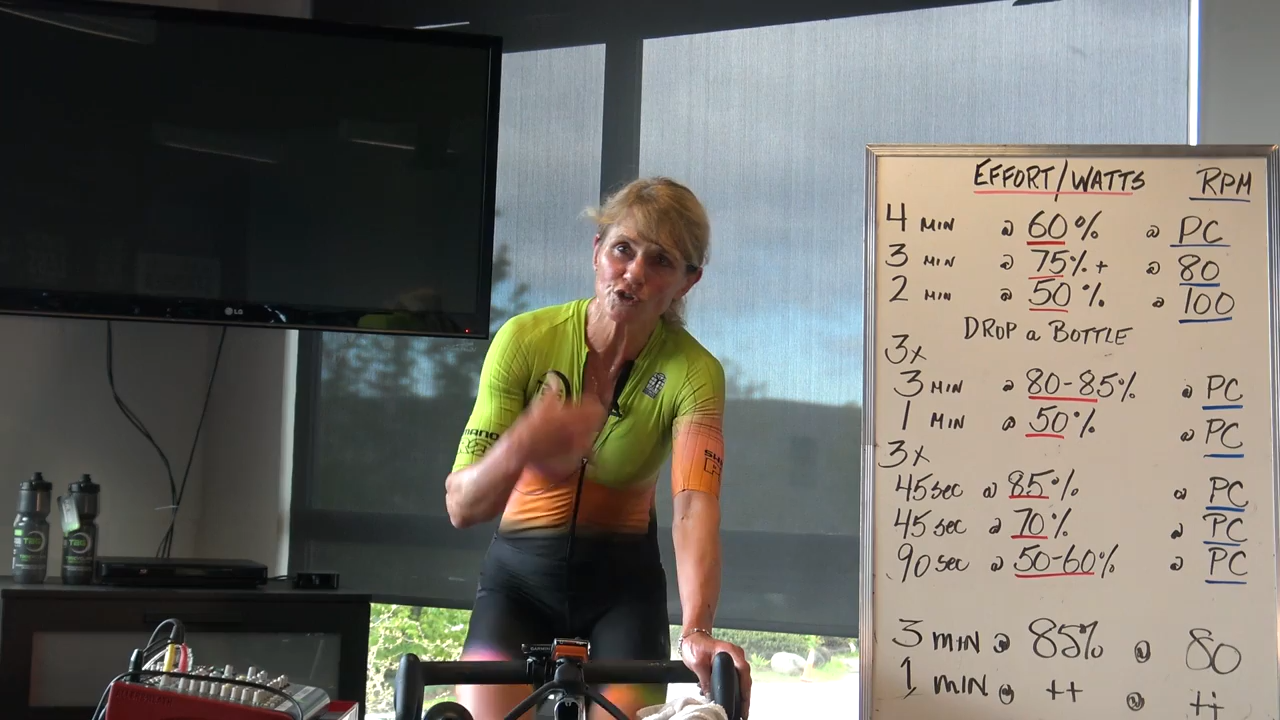 LG
EFFORT/WATTS RPM
4 MIN @ 60% @ PC
3 MIN @ 75%+ @ 80
2 MIN @ 50% @ 100
DROP a BOTTLE
3x
3 MIN @ 80-85% @ PC
1 MIN @ 50% @ PC
3x
45sec @ 85% @ PC
45sec @ 70% @ PC
90sec @ 50-60% @ PC
3 MIN @ 85% @ 80
1 MIN @ ++ @ ++